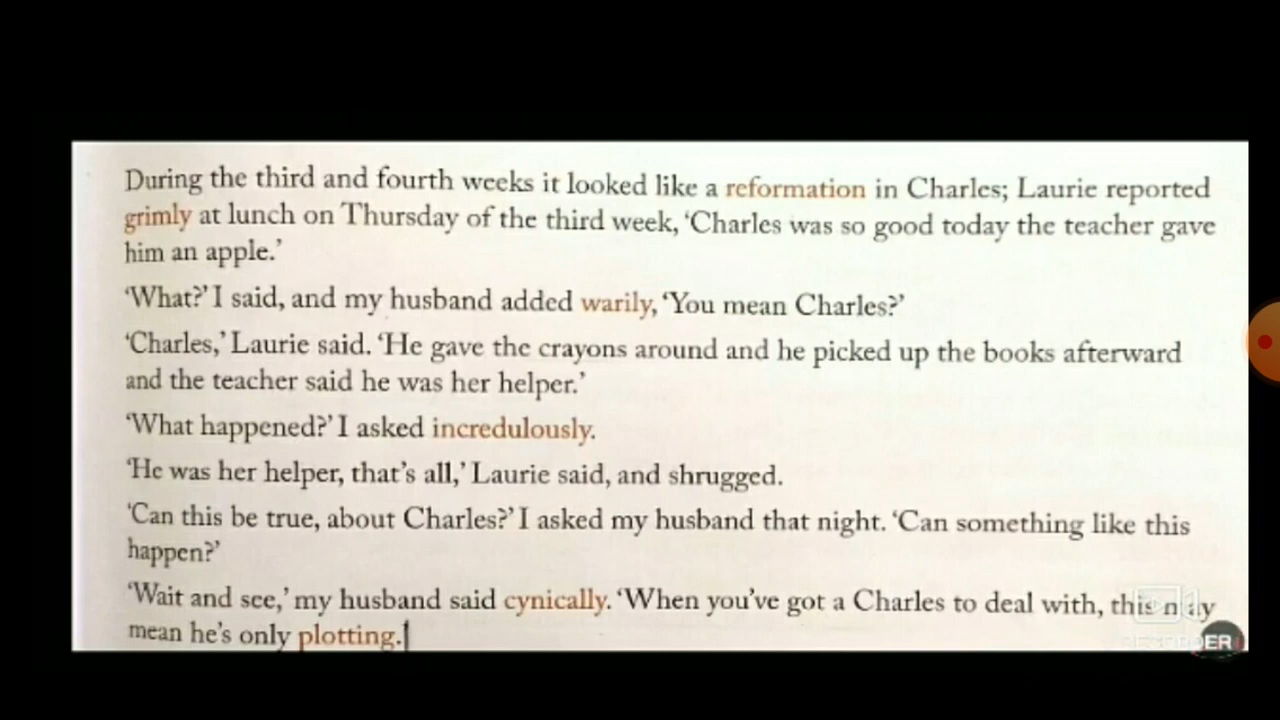 During the third and fourth weeks it looked like a reformation in Charles; Laurie reported
grimly at lunch on Thursday of the third week, ‘Charles was so good today the teacher gave
him an apple.’
‘What?’ I said, and my husband added warily, ‘You mean Charles?’
‘Charles,’ Laurie said. ‘He gave the crayons around and he picked up the books afterward
and the teacher said he was her helper.’
‘What happened?’ I asked incredulously.
‘He was her helper, that’s all,’ Laurie said, and shrugged.
‘Can this be true, about Charles?’ I asked my husband that night. ‘Can something like this
happen?’
‘Wait and see,’ my husband said cynically. ‘When you’ve got a Charles to deal with, this may
mean he’s only plotting.
RECORDER